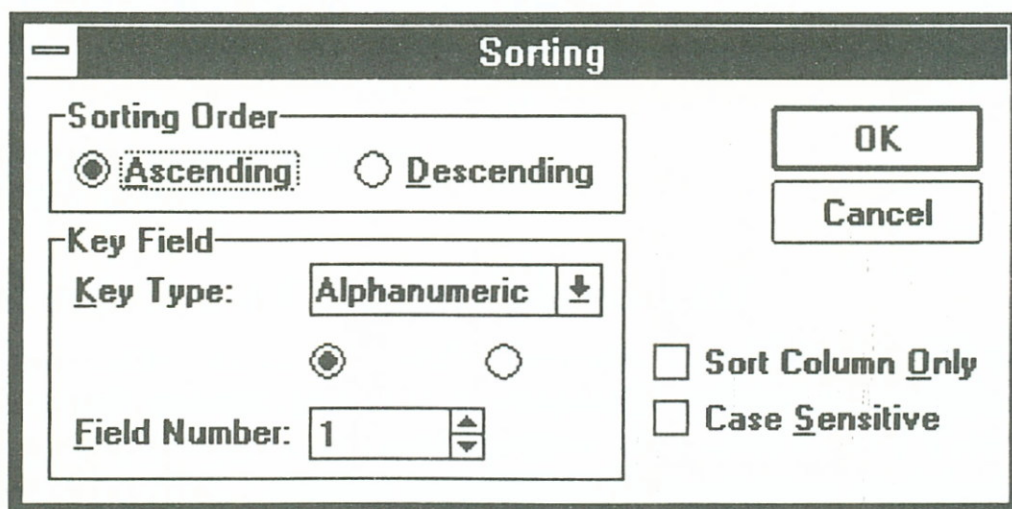 Sorting
Sorting Order
Ascending Descending
OK
Cancel
Key Field
Key Type: Alphanumeric
Sort Column Only
Case Sensitive
Field Number: 1